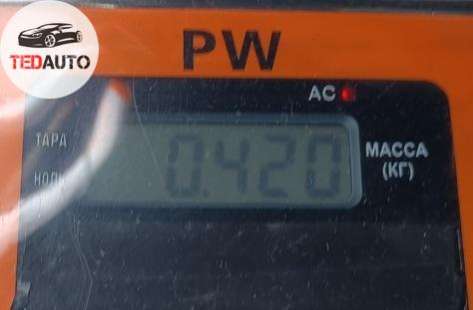 TEDAUTO
PW
AC
ТАРА
0.420
МАССА
(КГ)
НОЛЬ